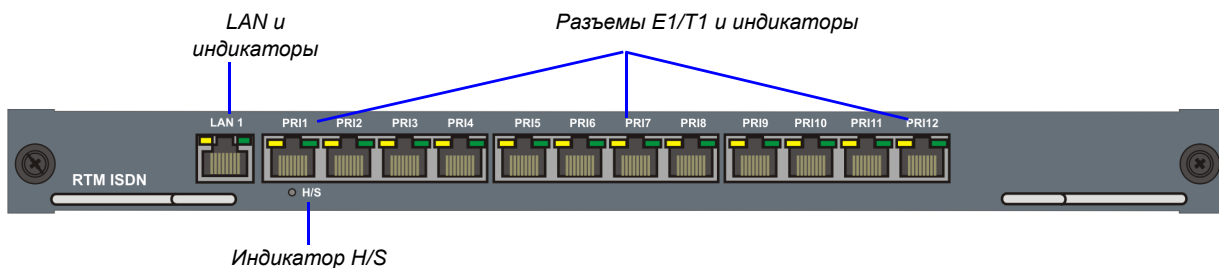 LAN и
индикаторы
Разъемы E1/T1 и индикаторы
LAN 1 PRI1 PRI2 PRI3 PRI4 PRI5 PRI6 PRI7 PRI8 PRI9 PRI10 PRI11 PRI12
RTM ISDN
H/S
Индикатор H/S